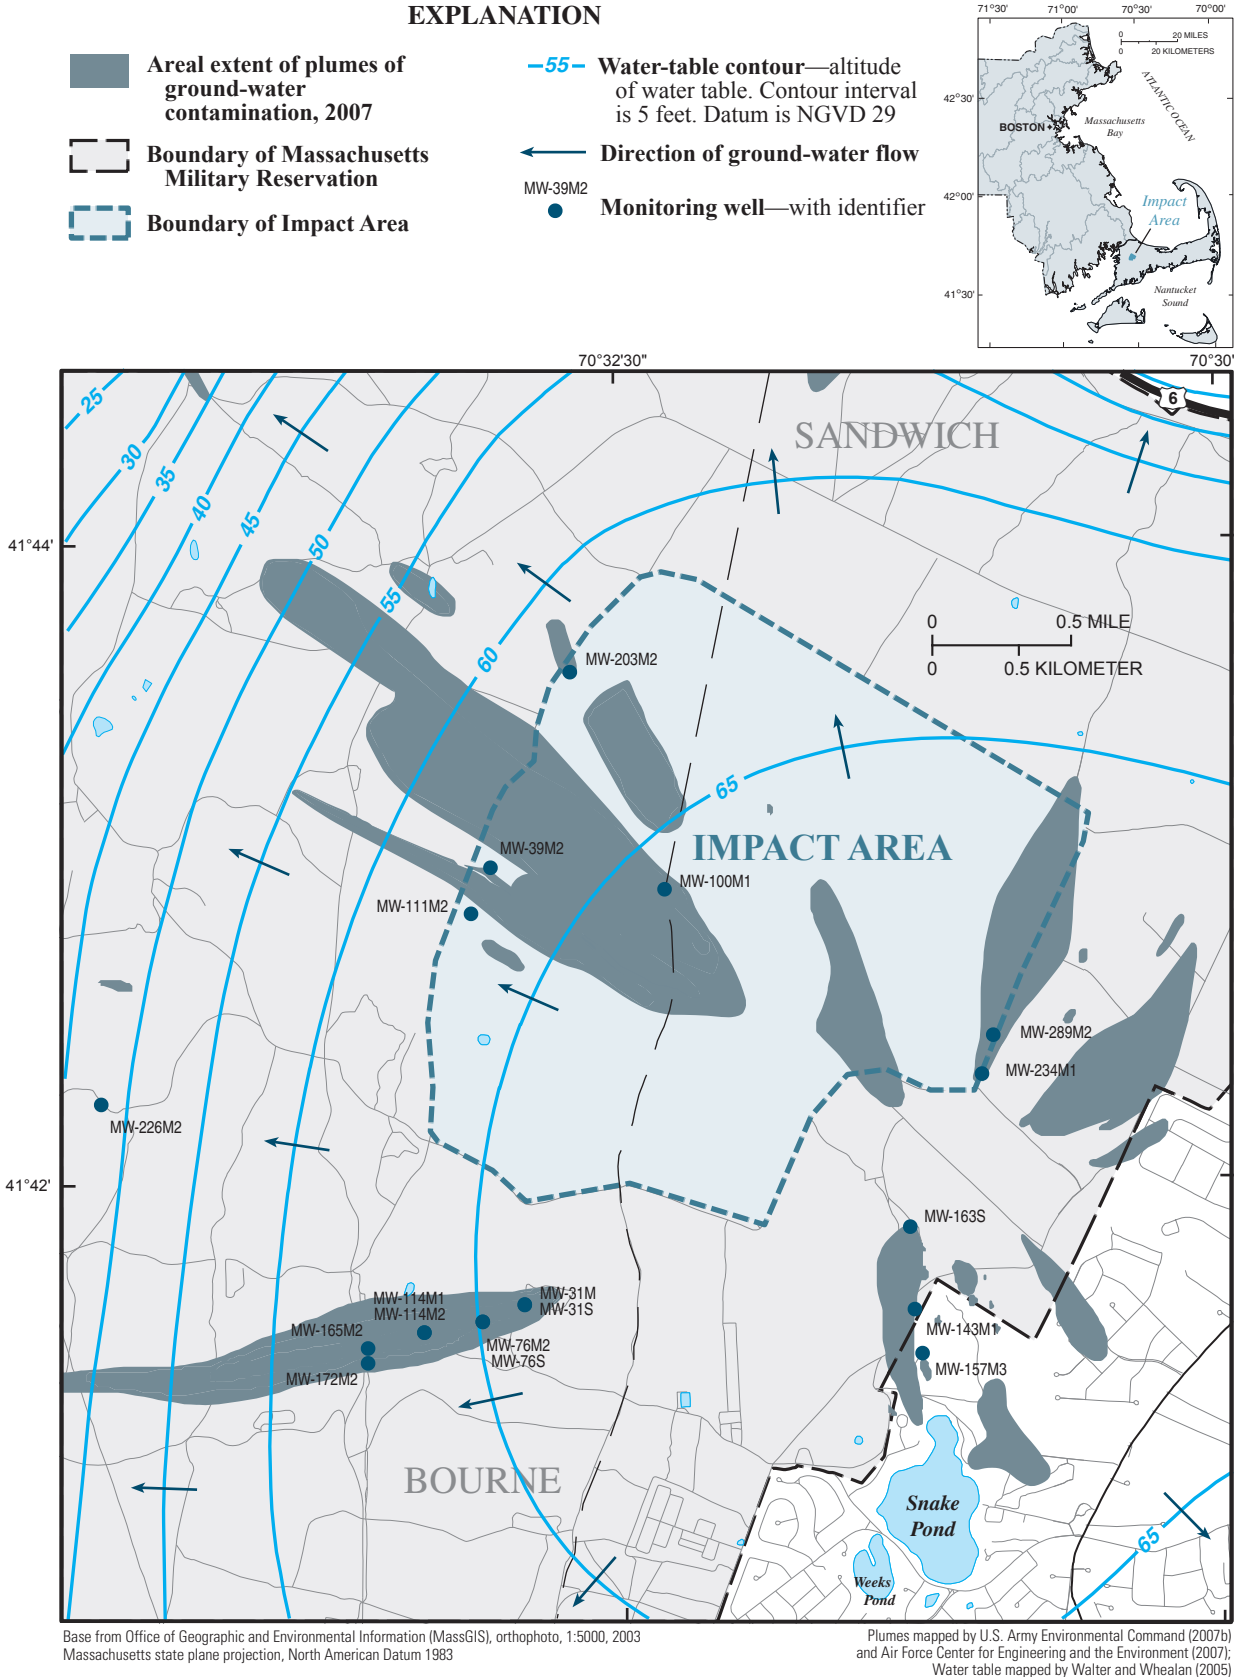 EXPLANATION
Areal extent of plumes of
ground-water
contamination, 2007
Boundary of Massachusetts
Military Reservation
Boundary of Impact Area
55
Water-table contour—altitude
of water table. Contour interval
is 5 feet. Datum is NGVD 29
Direction of ground-water flow
MW-39M2
Monitoring well—with identifier
71°30'
71°00'
70°30'
70°00'
0
20 MILES
0
20 KILOMETERS
42°30'
42°00'
41°30'
BOSTON
Massachusetts
Bay
ATLANTIC OCEAN
Impact
Area
Nantucket
Sound
70°32'30"
70°30'
6
SANDWICH
25
30
35
40
45
50
55
60
65
41°44'
0
0.5 MILE
0
0.5 KILOMETER
MW-203M2
IMPACT AREA
MW-39M2
MW-100M1
MW-111M2
MW-289M2
MW-234M1
MW-226M2
41°42'
MW-163S
MW-31M
MW-31S
MW-114M1
MW-114M2
MW-165M2
MW-76M2
MW-76S
MW-172M2
MW-143M1
MW-157M3
BOURNE
Snake
Pond
Weeks
Pond
65
Base from Office of Geographic and Environmental Information (MassGIS), orthophoto, 1:5000, 2003
Massachusetts state plane projection, North American Datum 1983
Plumes mapped by U.S. Army Environmental Command (2007b)
and Air Force Center for Engineering and the Environment (2007);
Water table mapped by Walter and Whealan (2005)